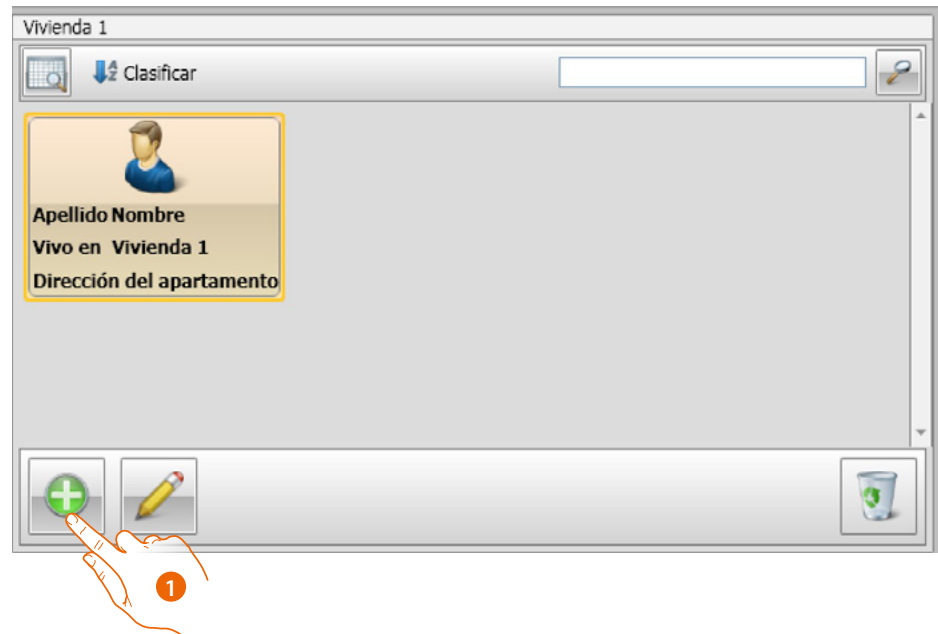 Vivienda 1
Clasificar
Apellido Nombre
Vivo en Vivienda 1
Dirección del apartamento
1